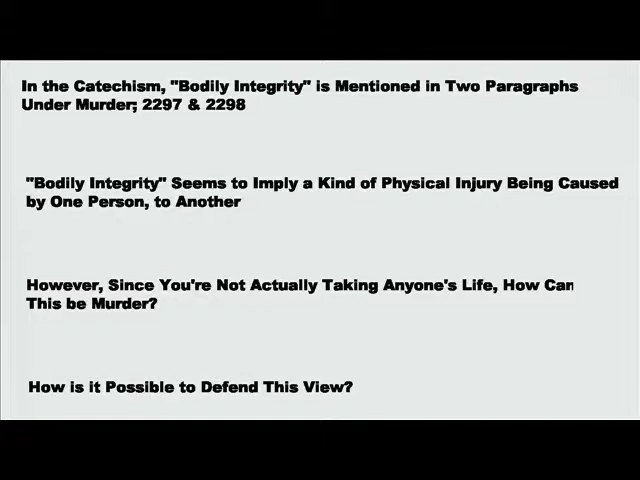 In the Catechism, "Bodily Integrity" is Mentioned in Two Paragraphs
Under Murder; 2297 & 2298
"Bodily Integrity" Seems to Imply a Kind of Physical Injury Being Caused
by One Person, to Another
However, Since You're Not Actually Taking Anyone's Life, How Can
This be Murder?
How is it Possible to Defend This View?